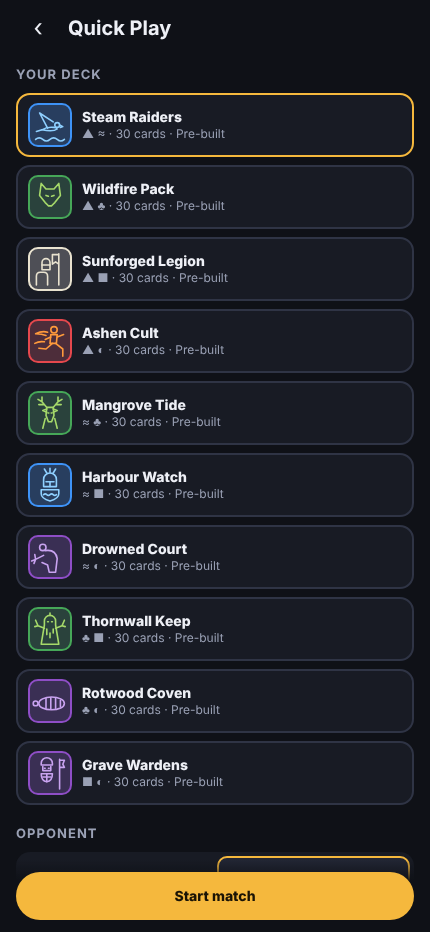 Quick Play
YOUR DECK
Steam Raiders
▲ ≈ · 30 cards · Pre-built
Wildfire Pack
▲ ♣ · 30 cards · Pre-built
Sunforged Legion
▲ ■ · 30 cards · Pre-built
Ashen Cult
▲ ◖ · 30 cards · Pre-built
Mangrove Tide
≈ ♣ · 30 cards · Pre-built
Harbour Watch
≈ ■ · 30 cards · Pre-built
Drowned Court
≈ ◖ · 30 cards · Pre-built
Thornwall Keep
♣ ■ · 30 cards · Pre-built
Rotwood Coven
♣ ◖ · 30 cards · Pre-built
Grave Wardens
■ ◖ · 30 cards · Pre-built
OPPONENT
Start match